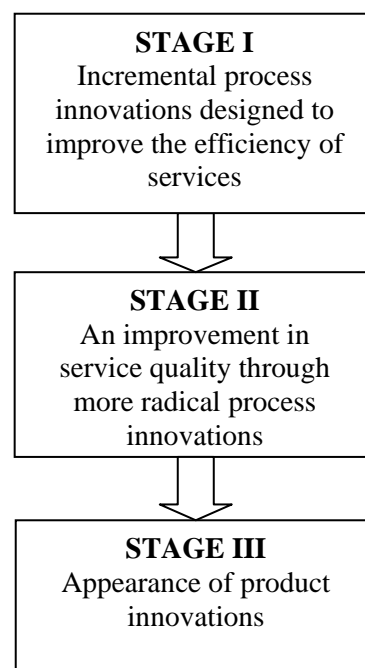 STAGE I
Incremental process
innovations designed to
improve the efficiency of
services
STAGE II
An improvement in
service quality through
more radical process
innovations
STAGE III
Appearance of product
innovations